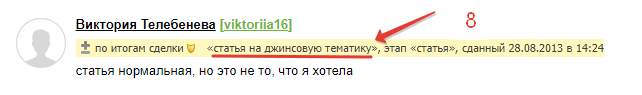 8
Виктория Телебенева [viktoriia16]
по итогам сделки «статья на джинсовую тематику», этап «статья», сданный 28.08.2013 в 14:24
статья нормальная, но это не то, что я хотела